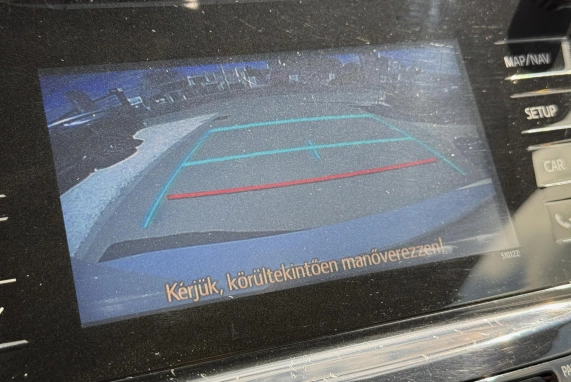 MAP/NAV
SETUP
CAR
Kérjük, körültekintően manőverezzen!